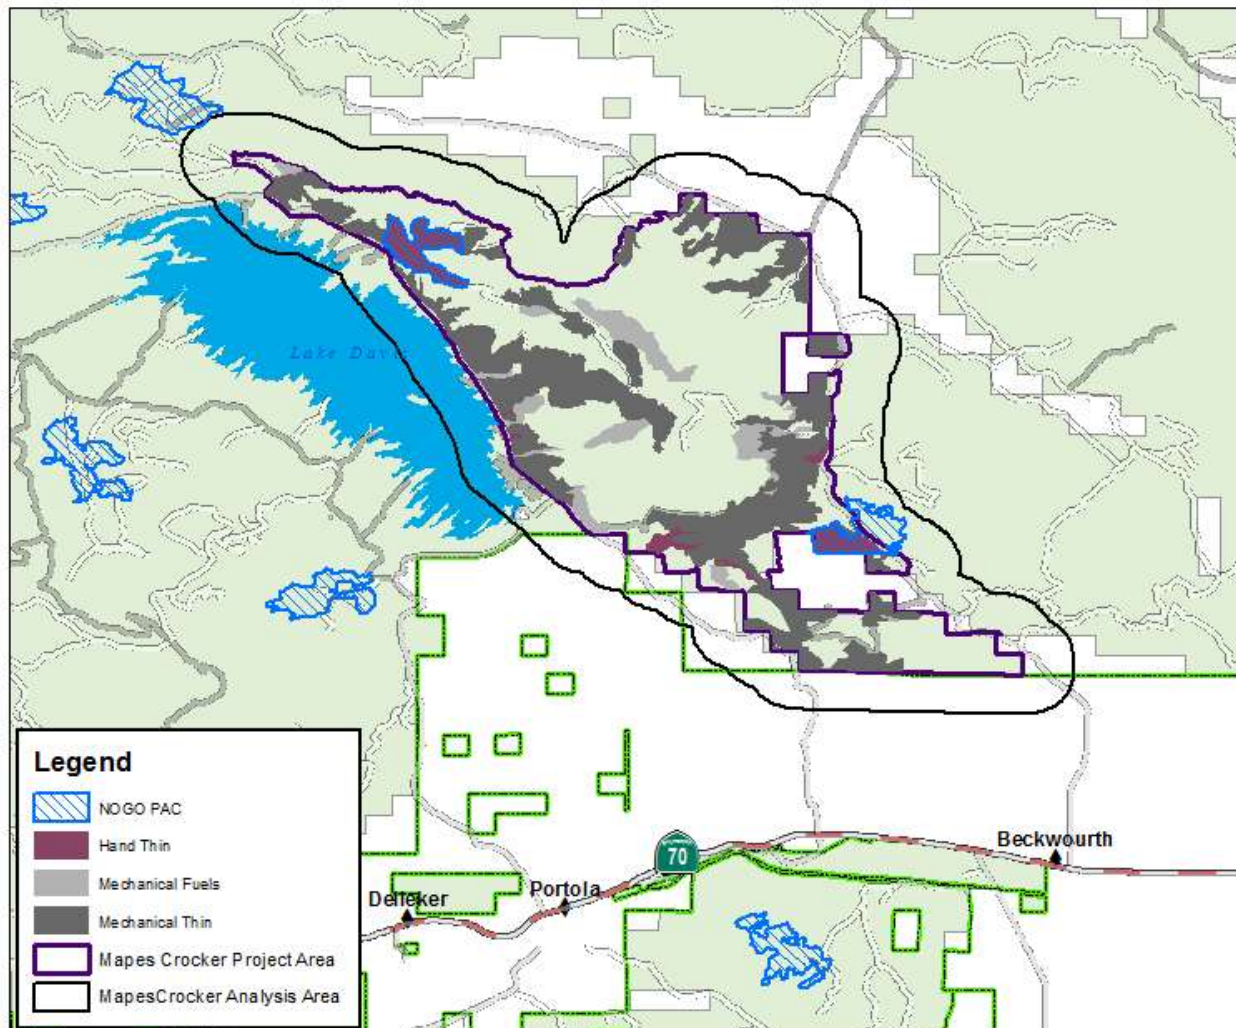 Lake Davis
Legend
NOGO PAC
Hand Thin
Mechanical Fuels
Mechanical Thin
Mapes Crocker Project Area
MapesCrocker Analysis Area
70
Beckwourth
Portola
Delleker